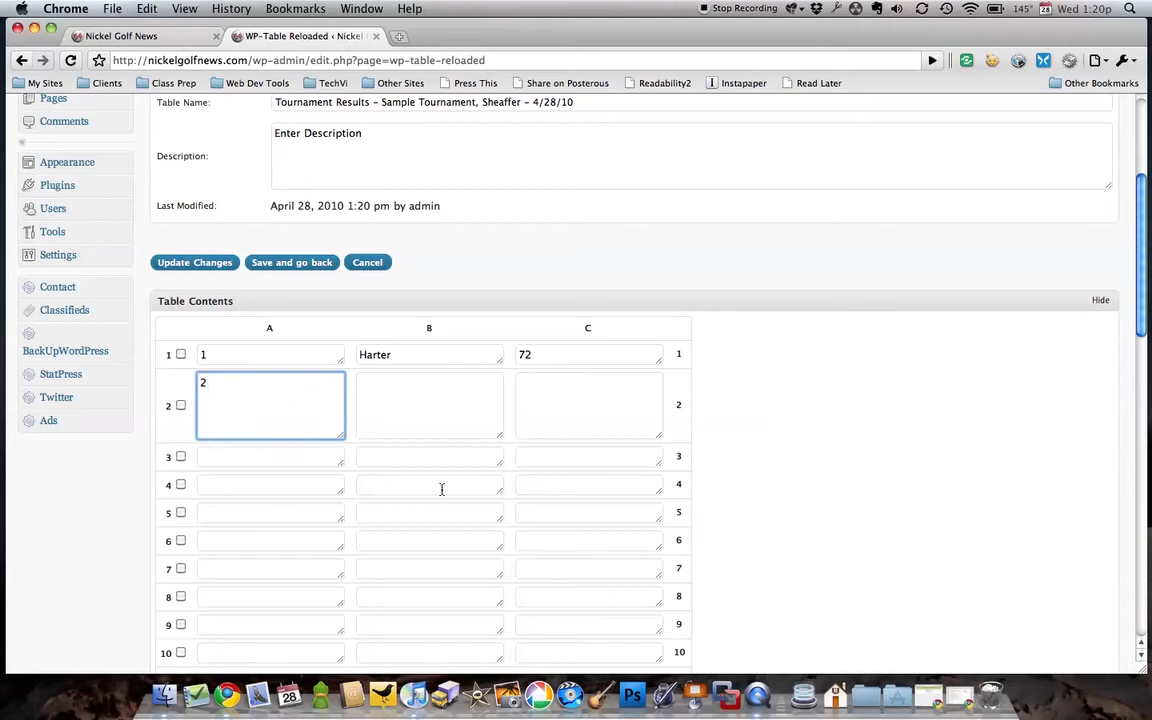 Chrome File Edit View History Bookmarks Window Help Stop Recording 145° 28 Wed 1:20p
Nickel Golf News WP-Table Reloaded ‹ Nickel
http://nickelgolfnews.com/wp-admin/edit.php?page=wp-table-reloaded
My Sites Clients Class Prep Web Dev Tools TechVi Other Sites Press This Share on Posterous Readability2 Instapaper Read Later Other Bookmarks
Pages
Comments
Appearance
Plugins
Users
Tools
Settings
Contact
Classifieds
BackUpWordPress
StatPress
Twitter
Ads
Table Name: Tournament Results – Sample Tournament, Sheaffer – 4/28/10
Enter Description
Description:
Last Modified: April 28, 2010 1:20 pm by admin
Update Changes Save and go back Cancel
Table Contents Hide
A B C
1 1 Harter 72 1
2
2 2
3 3
4 4
5 5
6 6
7 7
8 8
9 9
10 10
28 Ps